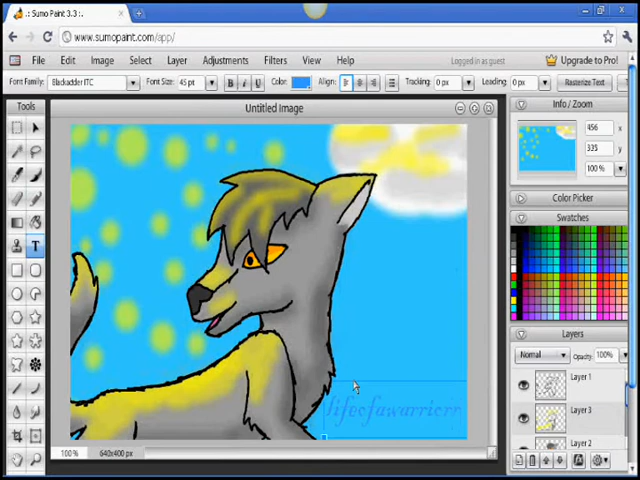 .: Sumo Paint 3.3 :.
www.sumopaint.com/app/
File Edit Image Select Layer Adjustments Filters View Help Logged in as guest Upgrade to Pro!
Font Family: Blackadder ITC Font Size: 45 pt B I U Color: Align: Tracking: 0 px Leading: 0 px Rasterize Text
Tools
Untitled Image
Info / Zoom
456 x
335 y
100 %
Color Picker
Swatches
Layers
Normal Opacity: 100%
Layer 1
Layer 3
Layer 2
lifeofawarriorr
100 % 640x400 px